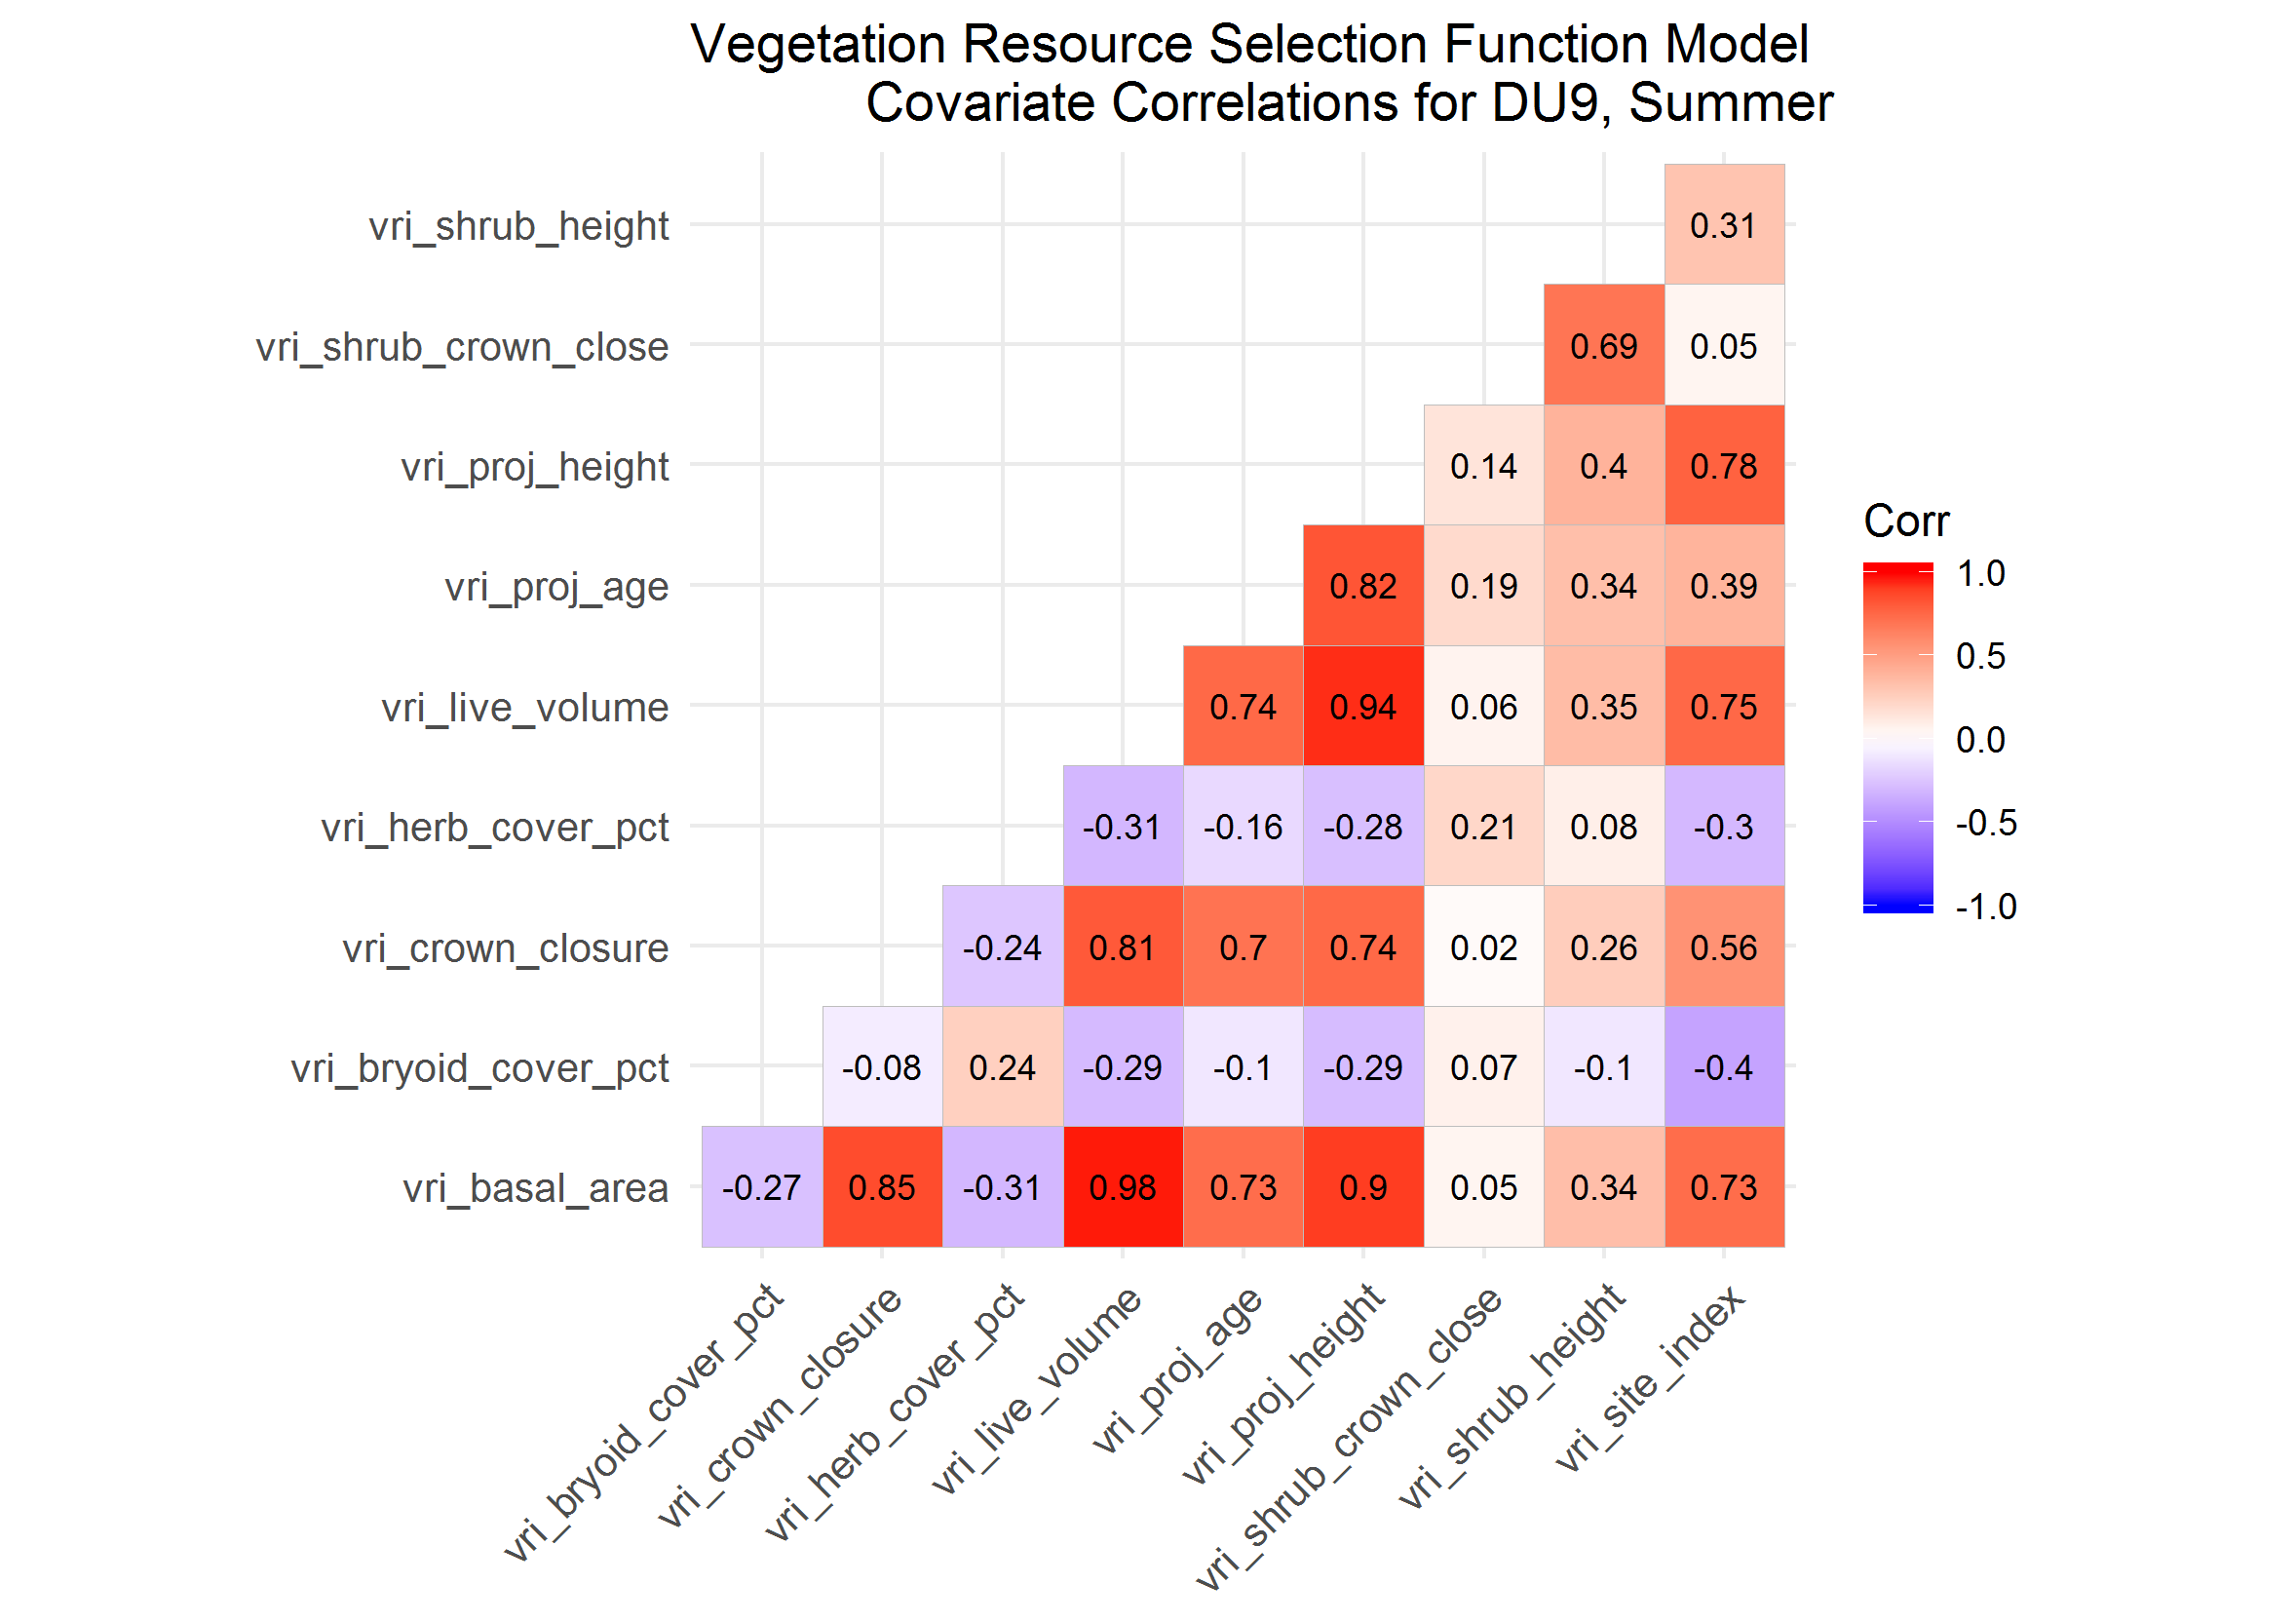 Vegetation Resource Selection Function Model
Covariate Correlations for DU9, Summer
vri_shrub_height 0.31
vri_shrub_crown_close 0.69 0.05
vri_proj_height 0.14 0.4 0.78
vri_proj_age 0.82 0.19 0.34 0.39
vri_live_volume 0.74 0.94 0.06 0.35 0.75
vri_herb_cover_pct -0.31 -0.16 -0.28 0.21 0.08 -0.3
vri_crown_closure -0.24 0.81 0.7 0.74 0.02 0.26 0.56
vri_bryoid_cover_pct -0.08 0.24 -0.29 -0.1 -0.29 0.07 -0.1 -0.4
vri_basal_area -0.27 0.85 -0.31 0.98 0.73 0.9 0.05 0.34 0.73
vri_bryoid_cover_pct
vri_crown_closure
vri_herb_cover_pct
vri_live_volume
vri_proj_age
vri_proj_height
vri_shrub_crown_close
vri_shrub_height
vri_site_index
Corr
1.0
0.5
0.0
-0.5
-1.0